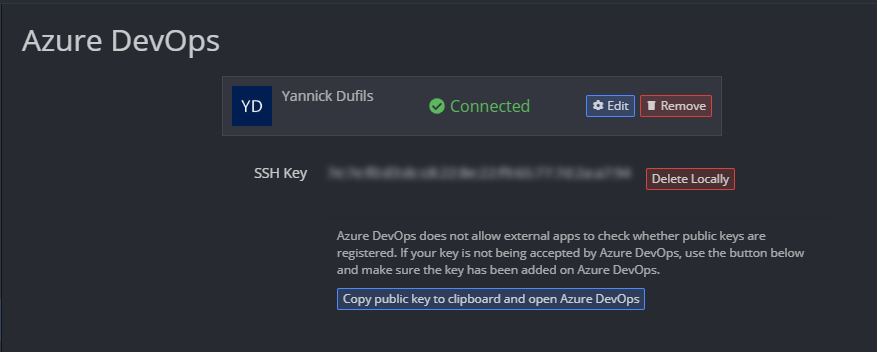 Azure DevOps
YD
Yannick Dufils
Connected
Edit
Remove
SSH Key
Delete Locally
Azure DevOps does not allow external apps to check whether public keys are
registered. If your key is not being accepted by Azure DevOps, use the button below
and make sure the key has been added on Azure DevOps.
Copy public key to clipboard and open Azure DevOps